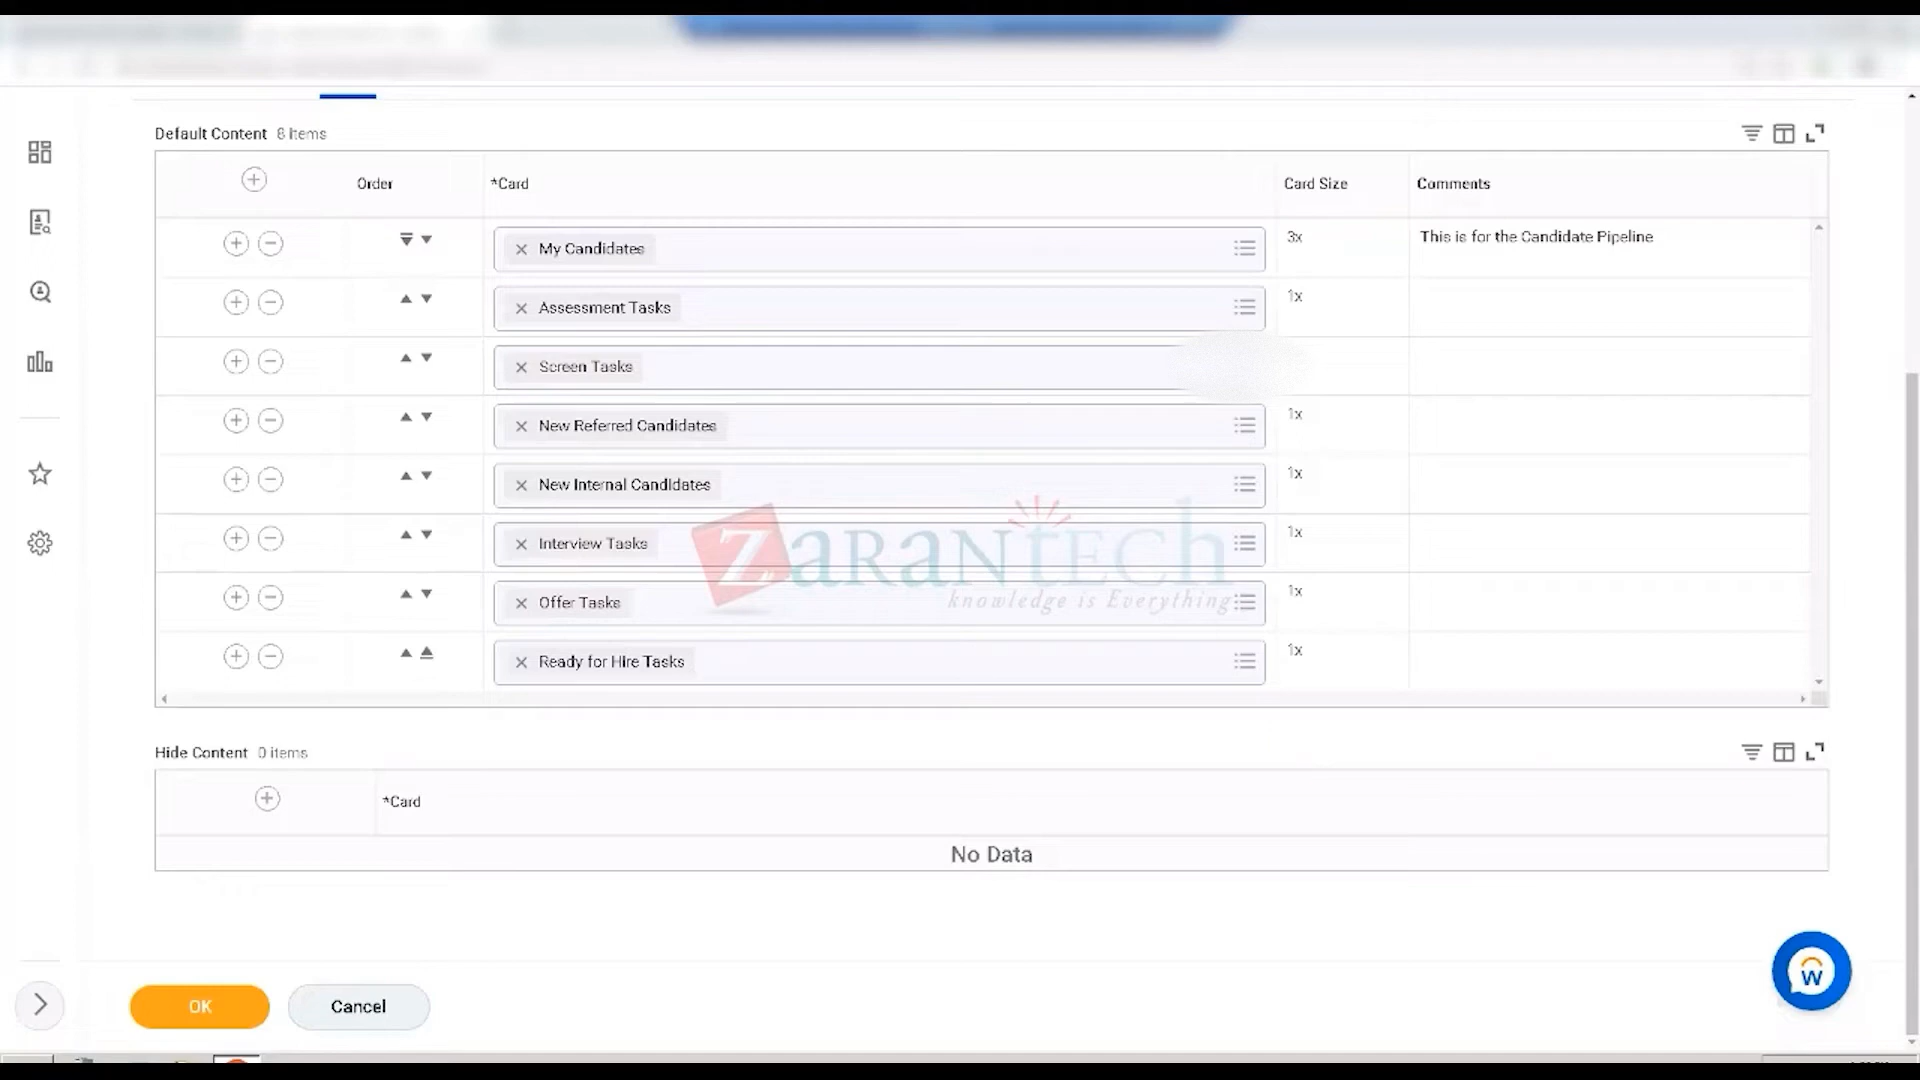 Default Content 8 items
Order *Card Card Size Comments
My Candidates 3x This is for the Candidate Pipeline
Assessment Tasks 1x
Screen Tasks
New Referred Candidates 1x
New Internal Candidates 1x
Interview Tasks 1x
Offer Tasks 1x
Ready for Hire Tasks 1x
ZaranTech
knowledge is Everything
Hide Content 0 items
*Card
No Data
W
OK Cancel